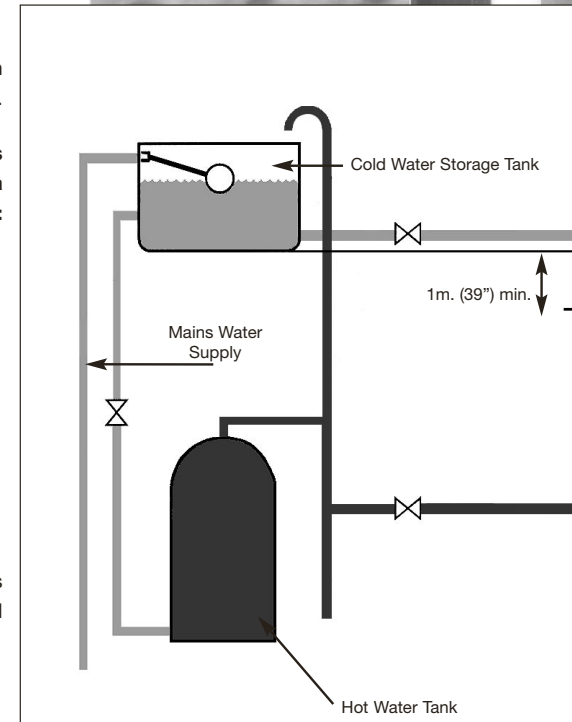 Cold Water Storage Tank
1m. (39”) min.
Mains Water
Supply
Hot Water Tank